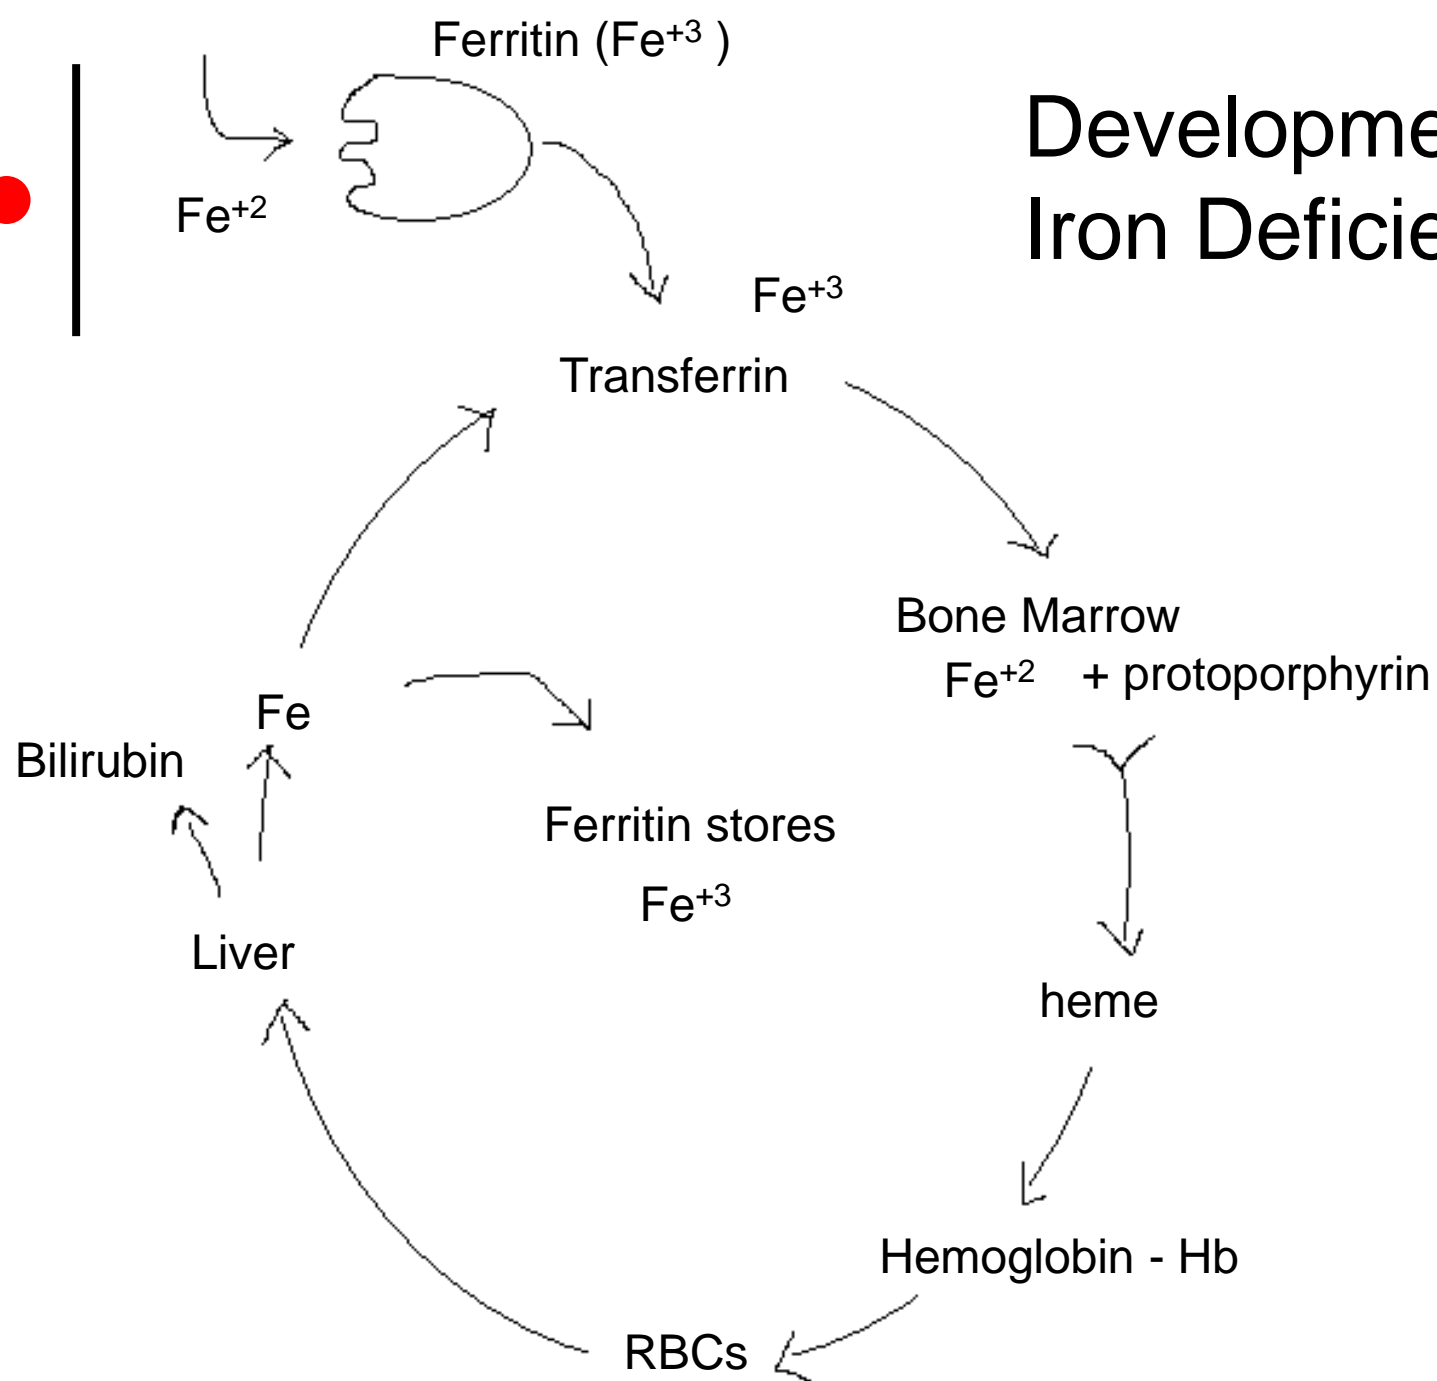 Ferritin (Fe+3 )
Developme
Iron Deficie
Fe+2
Fe+3
Transferrin
Bone Marrow
Fe+2 + protoporphyrin
Fe
Bilirubin
Ferritin stores
Fe+3
Liver
heme
Hemoglobin - Hb
RBCs